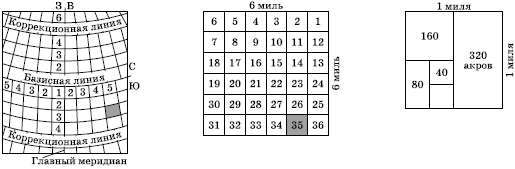 З В
6
Коррекционная линия
4
3
2
Базисная линия
С
Ю
5 4 3 2 1 2 3 4 5
2
3
4
Коррекционная линия
Главный меридиан
6 миль
6 5 4 3 2 1
7 8 9 10 11 12
18 17 16 15 14 13
19 20 21 22 23 24
30 29 28 27 26 25
31 32 33 34 35 36
6 миль
1 миля
160
320
акров
40
80
1 миля